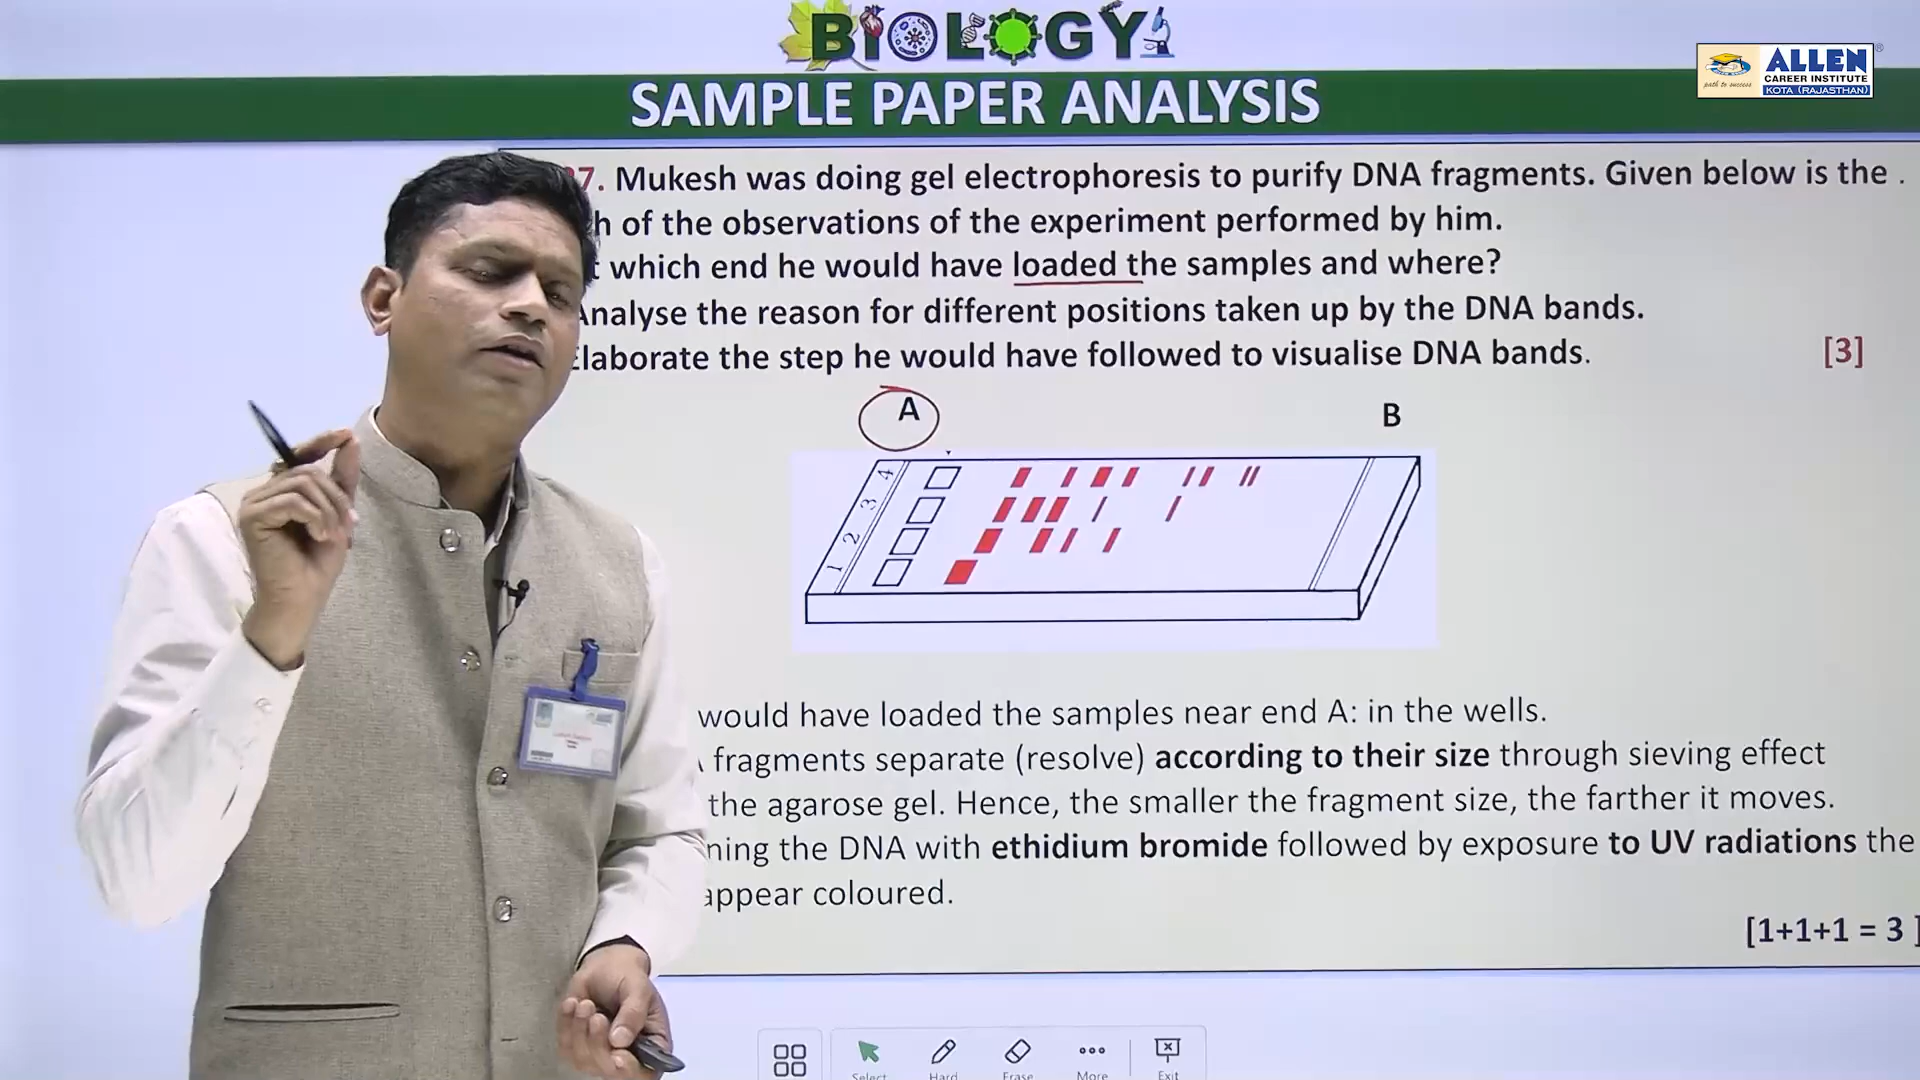 BIOLOGY
SAMPLE PAPER ANALYSIS
ALLEN
CAREER INSTITUTE
KOTA (RAJASTHAN)
path to success
®
7. Mukesh was doing gel electrophoresis to purify DNA fragments. Given below is the .
h of the observations of the experiment performed by him.
t which end he would have loaded the samples and where?
Analyse the reason for different positions taken up by the DNA bands.
Elaborate the step he would have followed to visualise DNA bands.
[3]
A
B
4
3
2
1
would have loaded the samples near end A: in the wells.
fragments separate (resolve) according to their size through sieving effect
the agarose gel. Hence, the smaller the fragment size, the farther it moves.
ning the DNA with ethidium bromide followed by exposure to UV radiations the
appear coloured.
[1+1+1 = 3 ]
Select
Hard
Erase
More
Exit